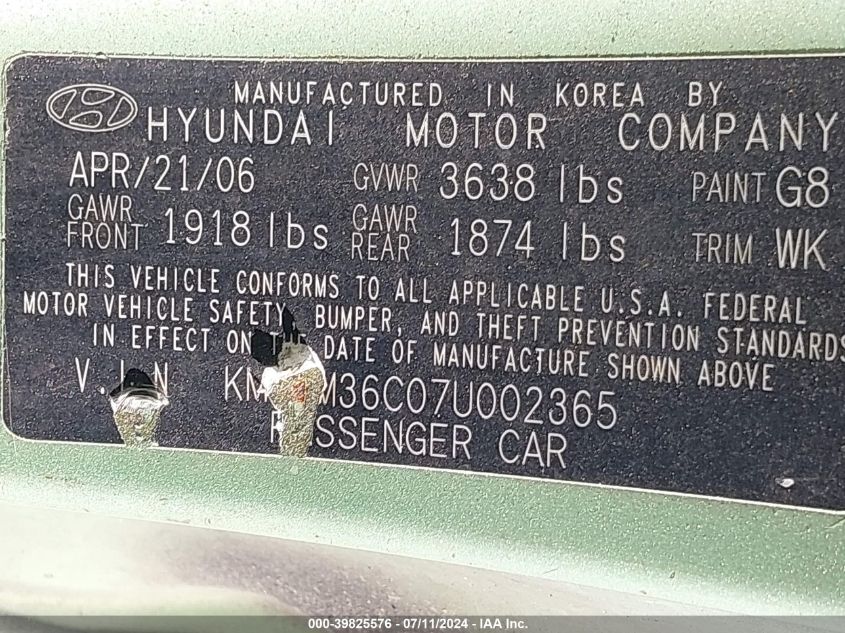 MANUFACTURED IN KOREA BY
HYUNDAI MOTOR COMPANY
APR/21/06 GVWR 3638 lbs PAINT G8
GAWR FRONT 1918 lbs GAWR REAR 1874 lbs TRIM WK
THIS VEHICLE CONFORMS TO ALL APPLICABLE U.S.A. FEDERAL
MOTOR VEHICLE SAFETY, BUMPER, AND THEFT PREVENTION STANDARDS
IN EFFECT ON DATE OF MANUFACTURE SHOWN ABOVE
PASSENGER CAR
000-39825576 - 07/11/2024 - IAA Inc.